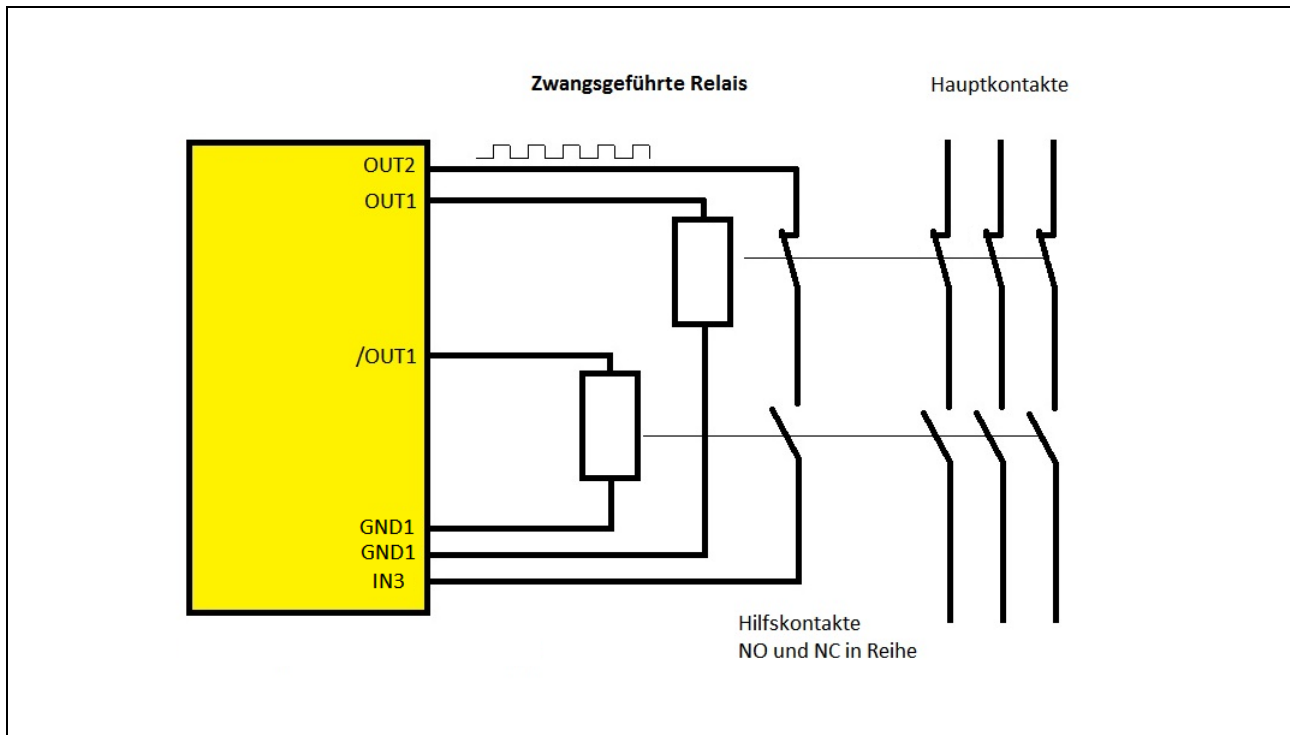 Zwangsgeführte Relais
Hauptkontakte
OUT2
OUT1
/OUT1
GND1
GND1
IN3
Hilfskontakte
NO und NC in Reihe